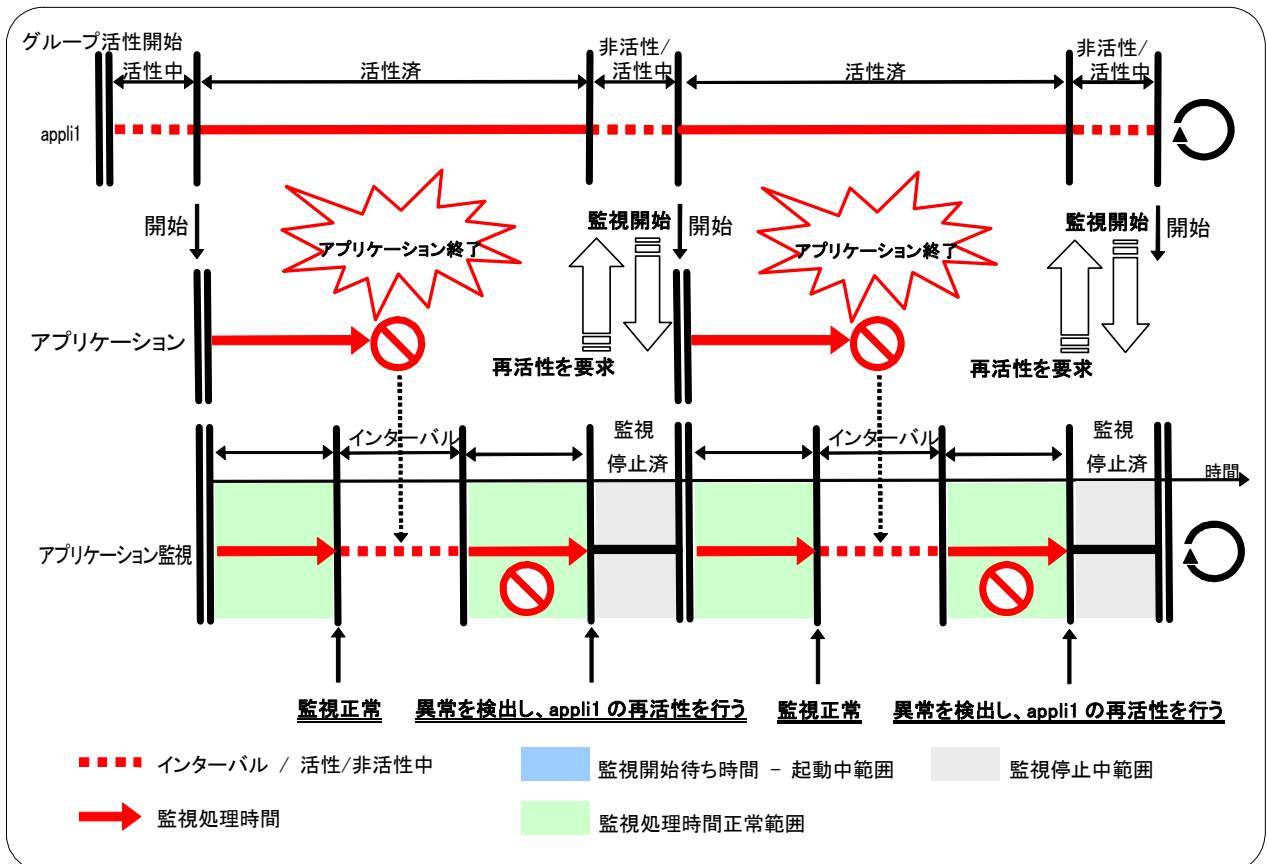 グループ活性開始
活性中
活性済
非活性/
活性中
活性済
非活性/
活性中
appli1
開始
アプリケーション終了
監視開始
開始
アプリケーション終了
監視開始
開始
アプリケーション
再活性を要求
再活性を要求
インターバル
監視
停止済
インターバル
監視
停止済
時間
アプリケーション監視
監視正常
異常を検出し、appli1 の再活性を行う
監視正常
異常を検出し、appli1 の再活性を行う
インターバル / 活性/非活性中
監視開始待ち時間 – 起動中範囲
監視停止中範囲
監視処理時間
監視処理時間正常範囲